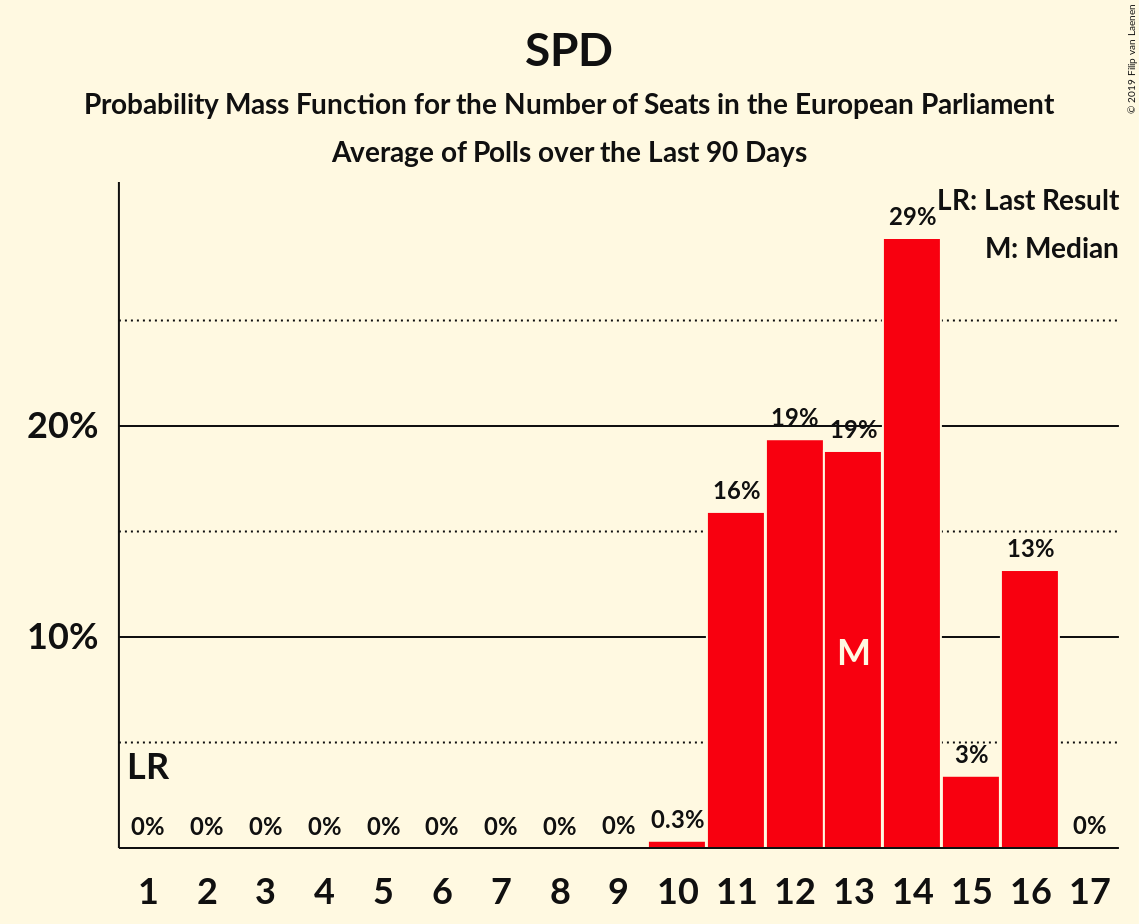 SPD
Probability Mass Function for the Number of Seats in the European Parliament
Average of Polls over the Last 90 Days
© 2019 Filip van Laenen
LR: Last Result
M: Median
29%
20%
19%
19%
16%
13%
10%
M
LR
3%
0%
0%
0%
0%
0%
0%
0%
0%
0%
0.3%
0%
1 2 3 4 5 6 7 8 9 10 11 12 13 14 15 16 17